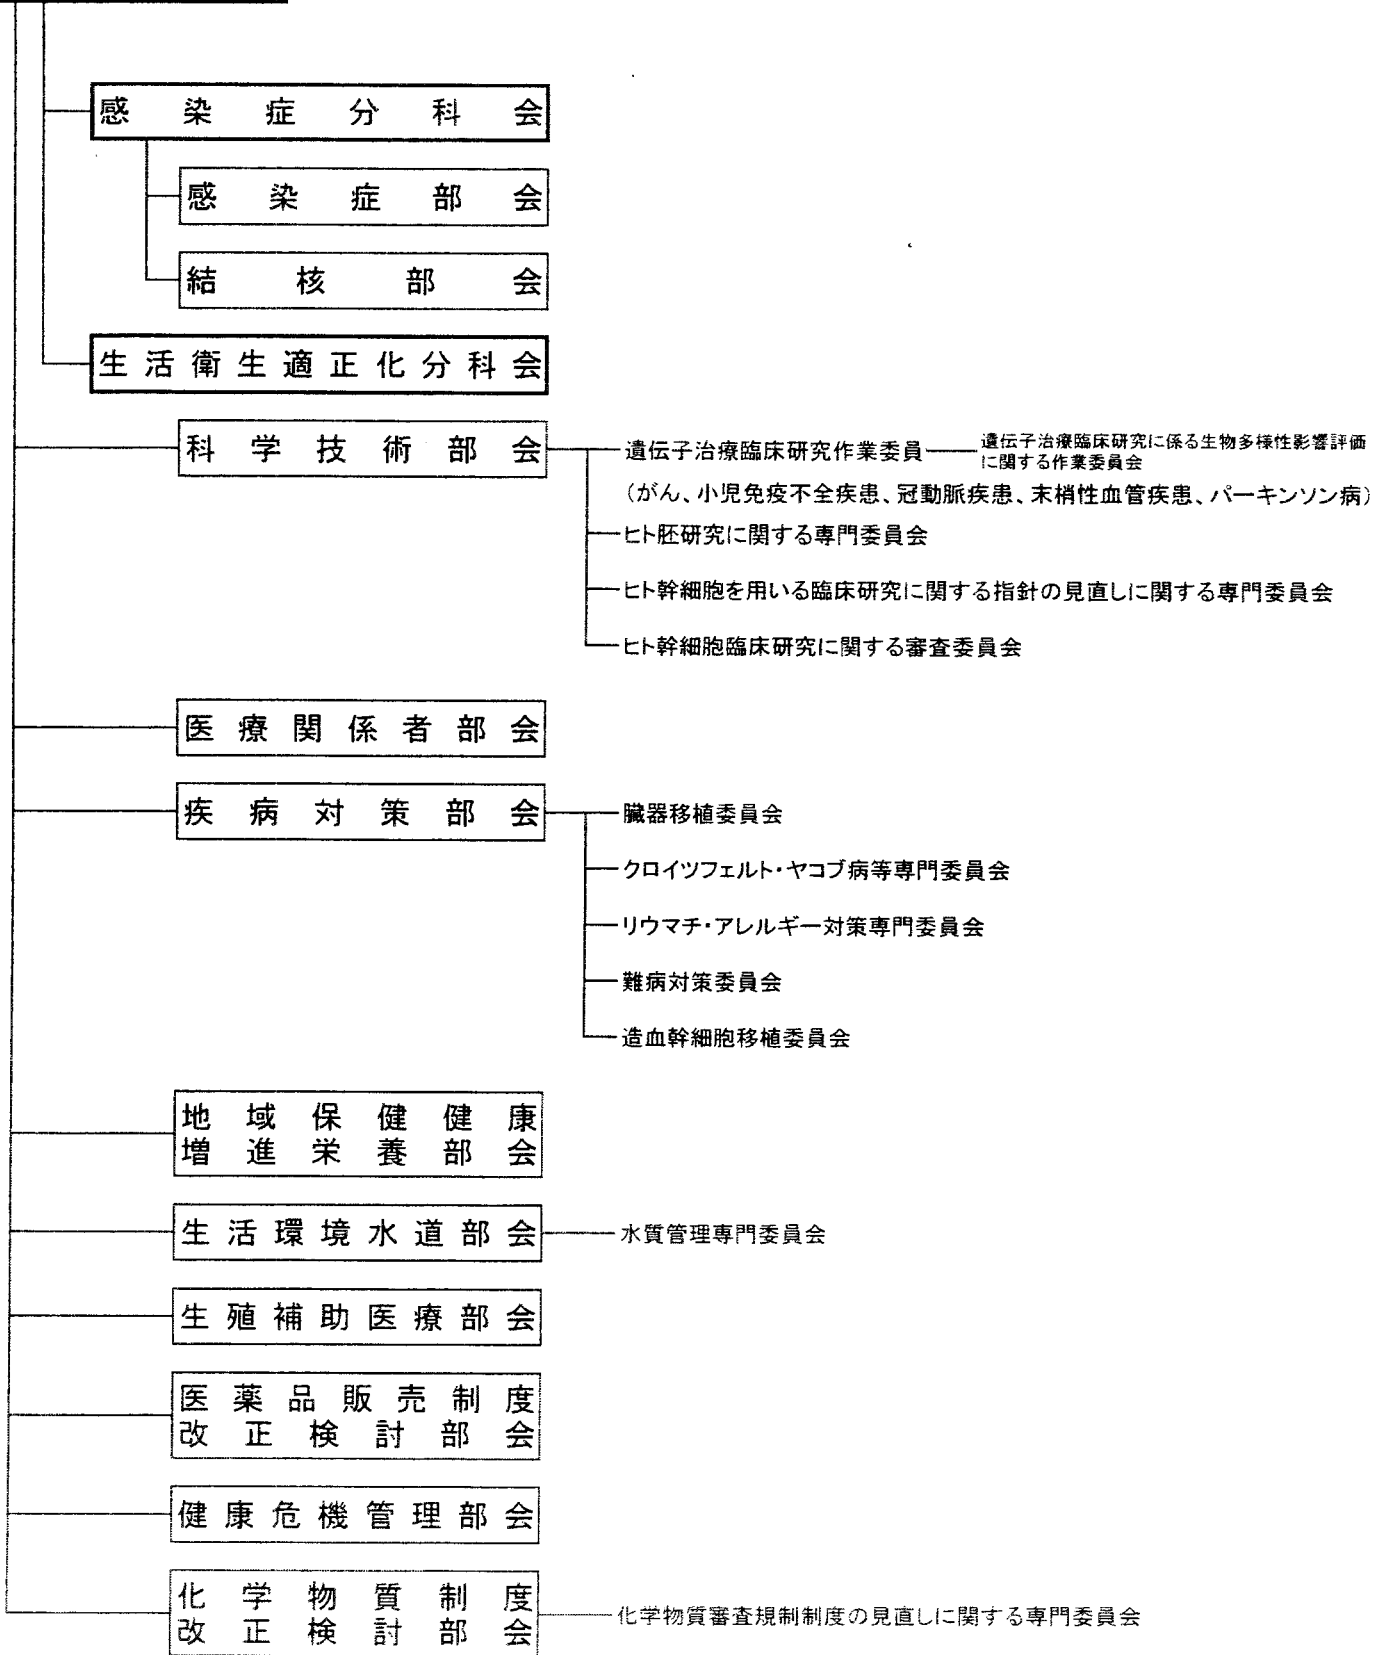 感染症分科会
感染症部会
結核部会
生活衛生適正化分科会
科学技術部会
遺伝子治療臨床研究作業委員
遺伝子治療臨床研究に係る生物多様性影響評価
に関する作業委員会
(がん、小児免疫不全疾患、冠動脈疾患、末梢性血管疾患、パーキンソン病)
ヒト胚研究に関する専門委員会
ヒト幹細胞を用いる臨床研究に関する指針の見直しに関する専門委員会
ヒト幹細胞臨床研究に関する審査委員会
医療関係者部会
疾病対策部会
臓器移植委員会
クロイツフェルト・ヤコブ病等専門委員会
リウマチ・アレルギー対策専門委員会
難病対策委員会
造血幹細胞移植委員会
地域保健健康
増進栄養部会
生活環境水道部会
水質管理専門委員会
生殖補助医療部会
医薬品販売制度
改正検討部会
健康危機管理部会
化学物質制度
改正検討部会
化学物質審査規制制度の見直しに関する専門委員会